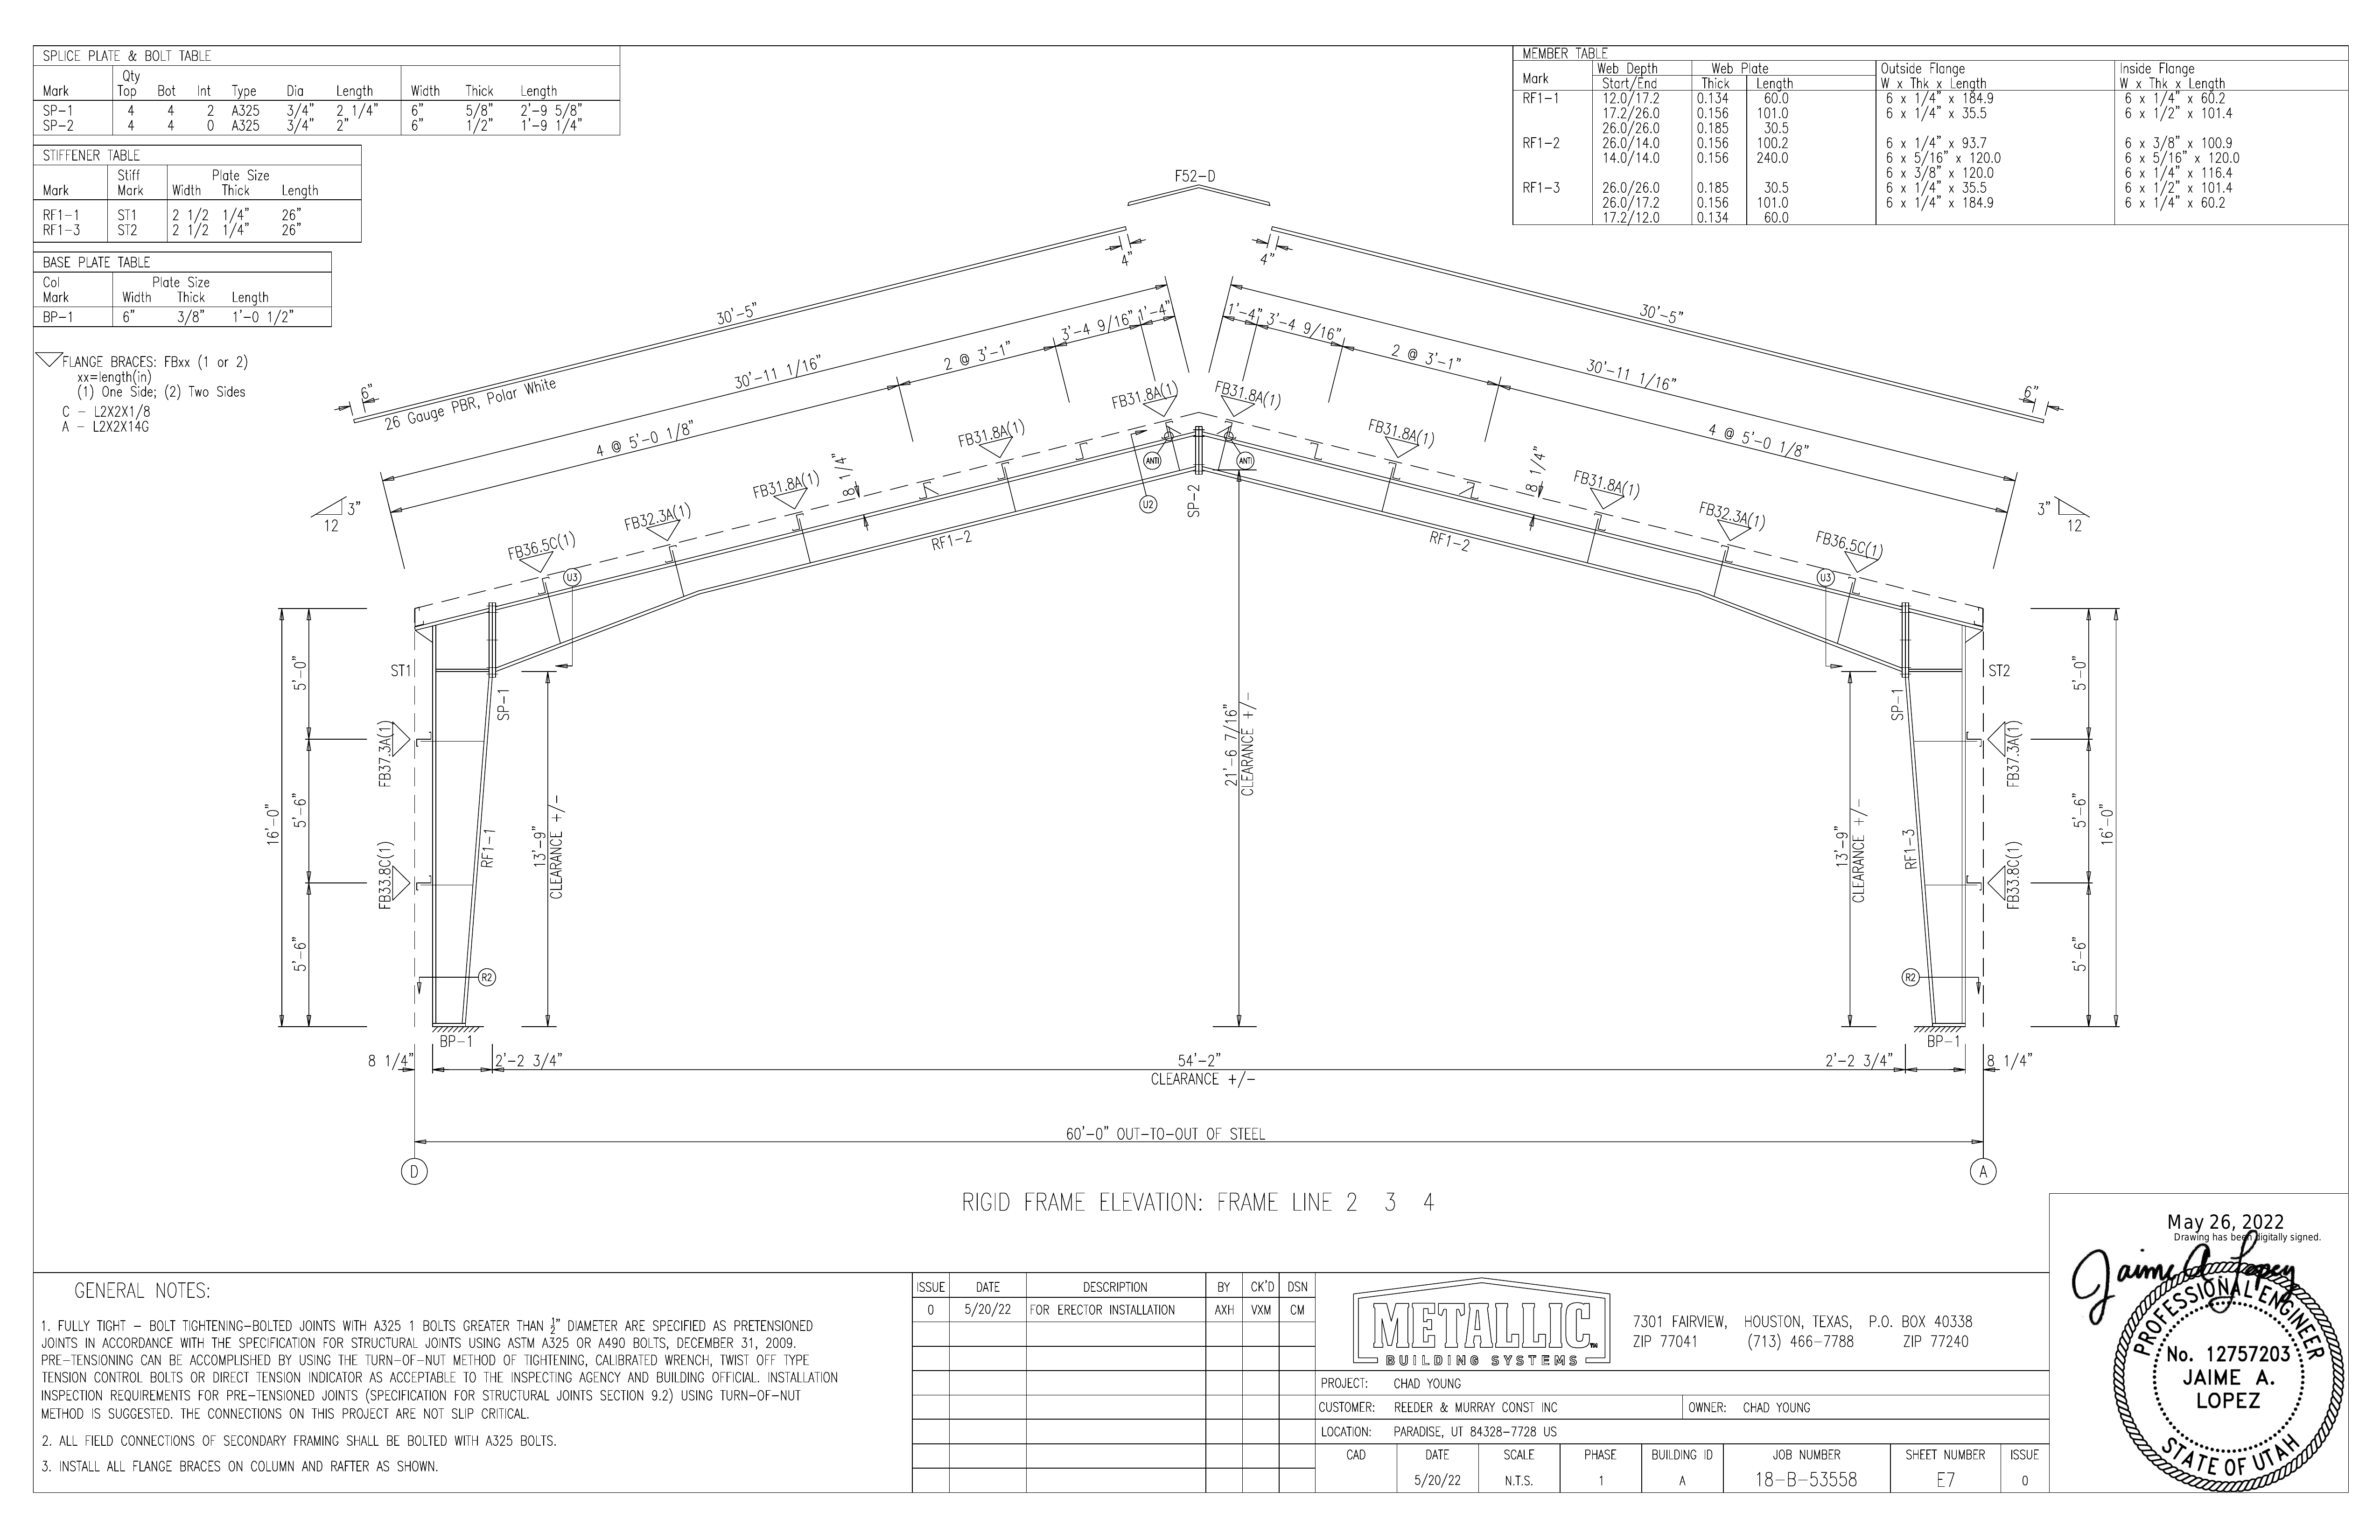 SPLICE PLATE & BOLT TABLE
Qty
Mark Top Bot Int Type Dia Length Width Thick Length
SP-1 4 4 2 A325 3/4" 2 1/4" 6" 5/8" 2'-9 5/8"
SP-2 4 4 0 A325 3/4" 2" 6" 1/2" 1'-9 1/4"
STIFFENER TABLE
Stiff Plate Size
Mark Mark Width Thick Length
RF1-1 ST1 2 1/2 1/4" 26"
RF1-3 ST2 2 1/2 1/4" 26"
BASE PLATE TABLE
Col Plate Size
Mark Width Thick Length
BP-1 6" 3/8" 1'-0 1/2"
FLANGE BRACES: FBxx (1 or 2)
xx=length(in)
(1) One Side; (2) Two Sides
C - L2X2X1/8
A - L2X2X14G
MEMBER TABLE
Web Depth Web Plate Outside Flange Inside Flange
Mark Start/End Thick Length W x Thk x Length W x Thk x Length
RF1-1 12.0/17.2 0.134 60.0 6 x 1/4" x 184.9 6 x 1/4" x 60.2
17.2/26.0 0.156 101.0 6 x 1/4" x 35.5 6 x 1/2" x 101.4
26.0/26.0 0.185 30.5
RF1-2 26.0/14.0 0.156 100.2 6 x 1/4" x 93.7 6 x 3/8" x 100.9
14.0/14.0 0.156 240.0 6 x 5/16" x 120.0 6 x 5/16" x 120.0
6 x 3/8" x 120.0 6 x 1/4" x 116.4
RF1-3 26.0/26.0 0.185 30.5 6 x 1/4" x 35.5 6 x 1/2" x 101.4
26.0/17.2 0.156 101.0 6 x 1/4" x 184.9 6 x 1/4" x 60.2
17.2/12.0 0.134 60.0
F52-D
4" 4"
30'-5" 30'-5"
6" 6"
26 Gauge PBR, Polar White
30'-11 1/16" 30'-11 1/16"
4 @ 5'-0 1/8" 2 @ 3'-1" 3'-4 9/16" 1'-4"
1'-4" 3'-4 9/16" 2 @ 3'-1" 4 @ 5'-0 1/8"
FB36.5C(1) FB32.3A(1) FB31.8A(1) FB31.8A(1) FB31.8A(1)
FB31.8A(1) FB31.8A(1) FB31.8A(1) FB32.3A(1) FB36.5C(1)
8 1/4" 8 1/4"
3" 3"
12 12
ANTI ANTI
U2
SP-2
RF1-2 RF1-2
U3 U3
ST1 ST2
SP-1 SP-1
5'-0" 5'-0"
FB37.3A(1) FB37.3A(1)
16'-0" 5'-6" 5'-6" 16'-0"
RF1-1 RF1-3
13'-9"
CLEARANCE +/-
21'-6 7/16"
CLEARANCE +/-
13'-9"
CLEARANCE +/-
FB33.8C(1) FB33.8C(1)
5'-6" 5'-6"
R2 R2
BP-1 BP-1
8 1/4" 2'-2 3/4" 54'-2" 2'-2 3/4" 8 1/4"
CLEARANCE +/-
60'-0" OUT-TO-OUT OF STEEL
D A
RIGID FRAME ELEVATION: FRAME LINE 2 3 4
GENERAL NOTES:
1. FULLY TIGHT - BOLT TIGHTENING-BOLTED JOINTS WITH A325 1 BOLTS GREATER THAN 1/2" DIAMETER ARE SPECIFIED AS PRETENSIONED
JOINTS IN ACCORDANCE WITH THE SPECIFICATION FOR STRUCTURAL JOINTS USING ASTM A325 OR A490 BOLTS, DECEMBER 31, 2009.
PRE-TENSIONING CAN BE ACCOMPLISHED BY USING THE TURN-OF-NUT METHOD OF TIGHTENING, CALIBRATED WRENCH, TWIST OFF TYPE
TENSION CONTROL BOLTS OR DIRECT TENSION INDICATOR AS ACCEPTABLE TO THE INSPECTING AGENCY AND BUILDING OFFICIAL. INSTALLATION
INSPECTION REQUIREMENTS FOR PRE-TENSIONED JOINTS (SPECIFICATION FOR STRUCTURAL JOINTS SECTION 9.2) USING TURN-OF-NUT
METHOD IS SUGGESTED. THE CONNECTIONS ON THIS PROJECT ARE NOT SLIP CRITICAL.
2. ALL FIELD CONNECTIONS OF SECONDARY FRAMING SHALL BE BOLTED WITH A325 BOLTS.
3. INSTALL ALL FLANGE BRACES ON COLUMN AND RAFTER AS SHOWN.
ISSUE DATE DESCRIPTION BY CK'D DSN
0 5/20/22 FOR ERECTOR INSTALLATION AXH VXM CM
METALLIC TM
BUILDING SYSTEMS
7301 FAIRVIEW, HOUSTON, TEXAS, P.O. BOX 40338
ZIP 77041 (713) 466-7788 ZIP 77240
PROJECT: CHAD YOUNG
CUSTOMER: REEDER & MURRAY CONST INC OWNER: CHAD YOUNG
LOCATION: PARADISE, UT 84328-7728 US
CAD DATE SCALE PHASE BUILDING ID JOB NUMBER SHEET NUMBER ISSUE
5/20/22 N.T.S. 1 A 18-B-53558 E7 0
May 26, 2022
Drawing has been digitally signed.
Jaime A Lopez
PROFESSIONAL ENGINEER
No. 12757203
JAIME A.
LOPEZ
STATE OF UTAH